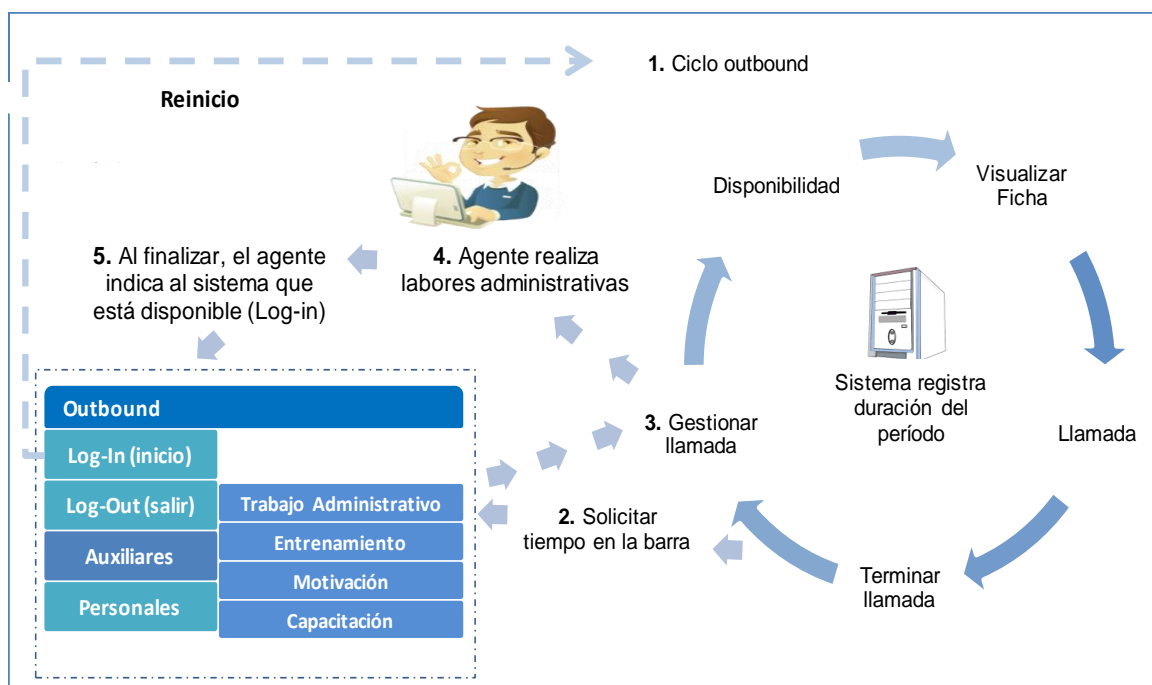 1. Ciclo outbound
Reinicio
Disponibilidad
Visualizar
Ficha
5. Al finalizar, el agente
indica al sistema que
está disponible (Log-in)
4. Agente realiza
labores administrativas
Sistema registra
duración del
período
Llamada
3. Gestionar
llamada
2. Solicitar
tiempo en la barra
Terminar
llamada
Outbound
Log-In (inicio)
Log-Out (salir)
Auxiliares
Personales
Trabajo Administrativo
Entrenamiento
Motivación
Capacitación